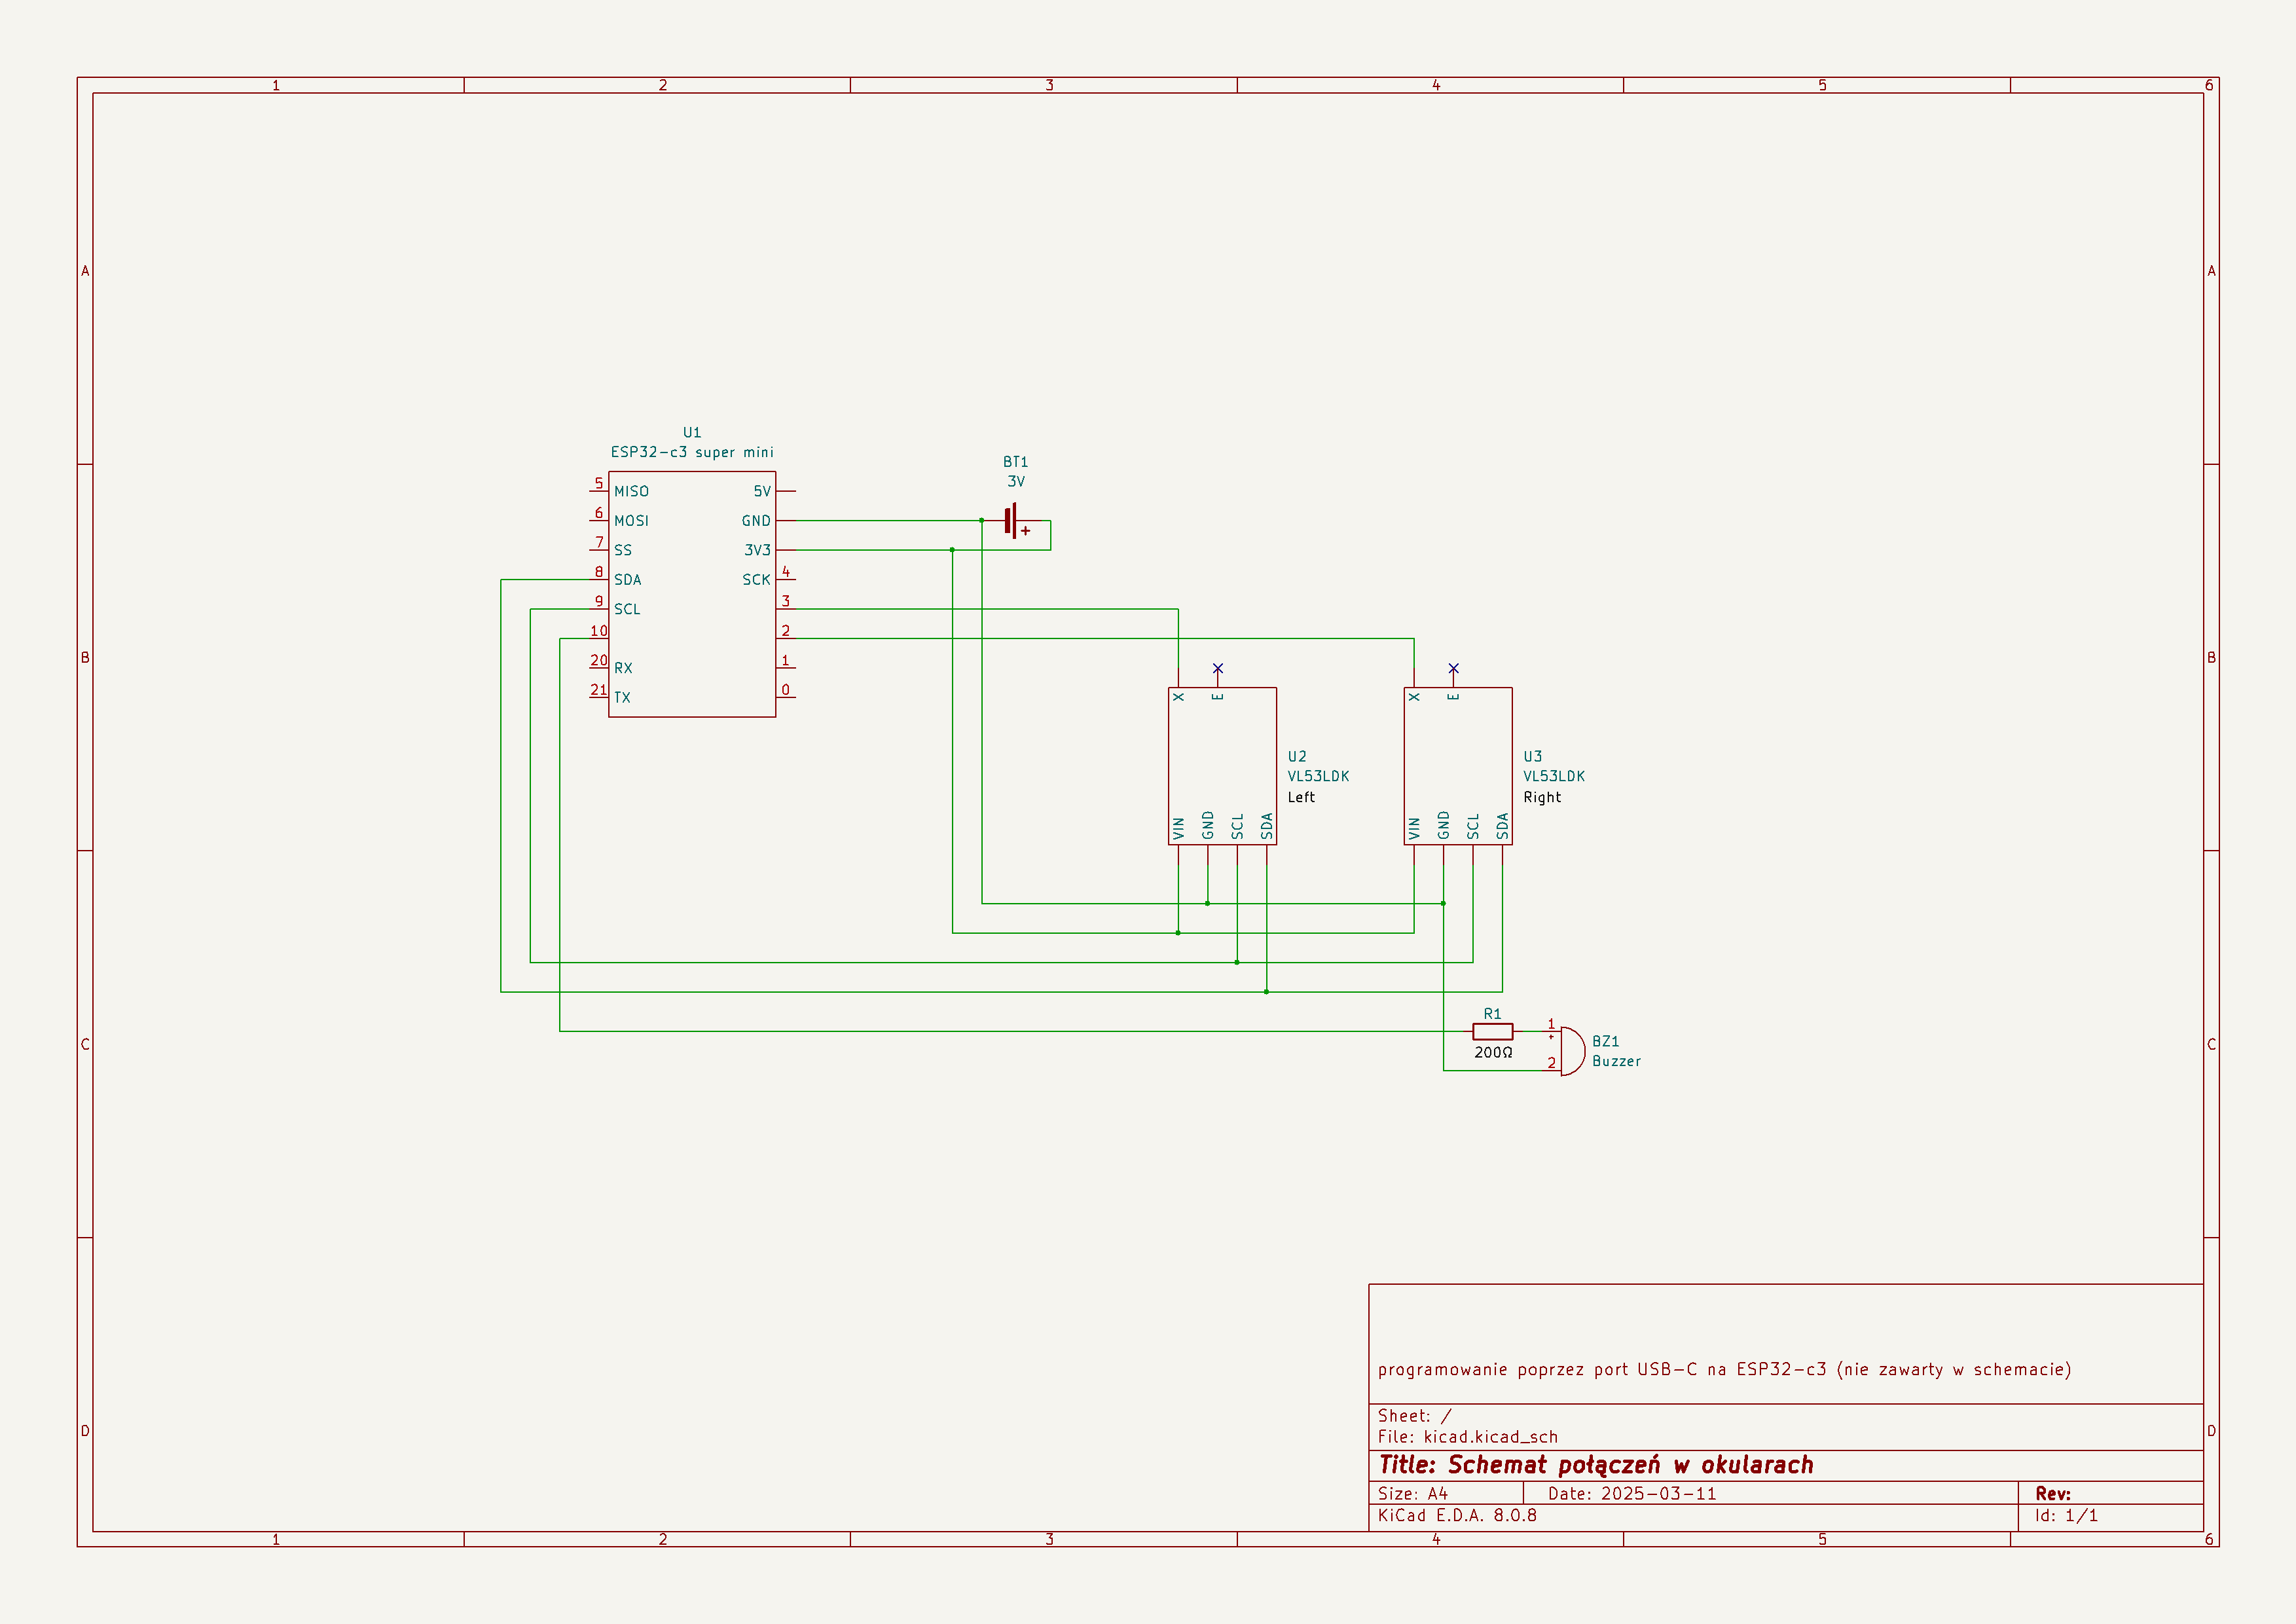 1 2 3 4 5 6
A A
U1
ESP32-c3 super mini
BT1
3V
5 MISO 5V
6 MOSI GND
+
7 SS 3V3
8 SDA SCK 4
9 SCL 3
10 2
20 RX 1
21 TX 0
B B
X E X E
U2
VL53LDK
Left
U3
VL53LDK
Right
VIN GND SCL SDA
VIN GND SCL SDA
R1
200Ω
1
+
2
BZ1
Buzzer
C C
programowanie poprzez port USB-C na ESP32-c3 (nie zawarty w schemacie)
Sheet: /
File: kicad.kicad_sch
D D
Title: Schemat połączeń w okularach
Size: A4 Date: 2025-03-11 Rev:
KiCad E.D.A. 8.0.8 Id: 1/1
1 2 3 4 5 6